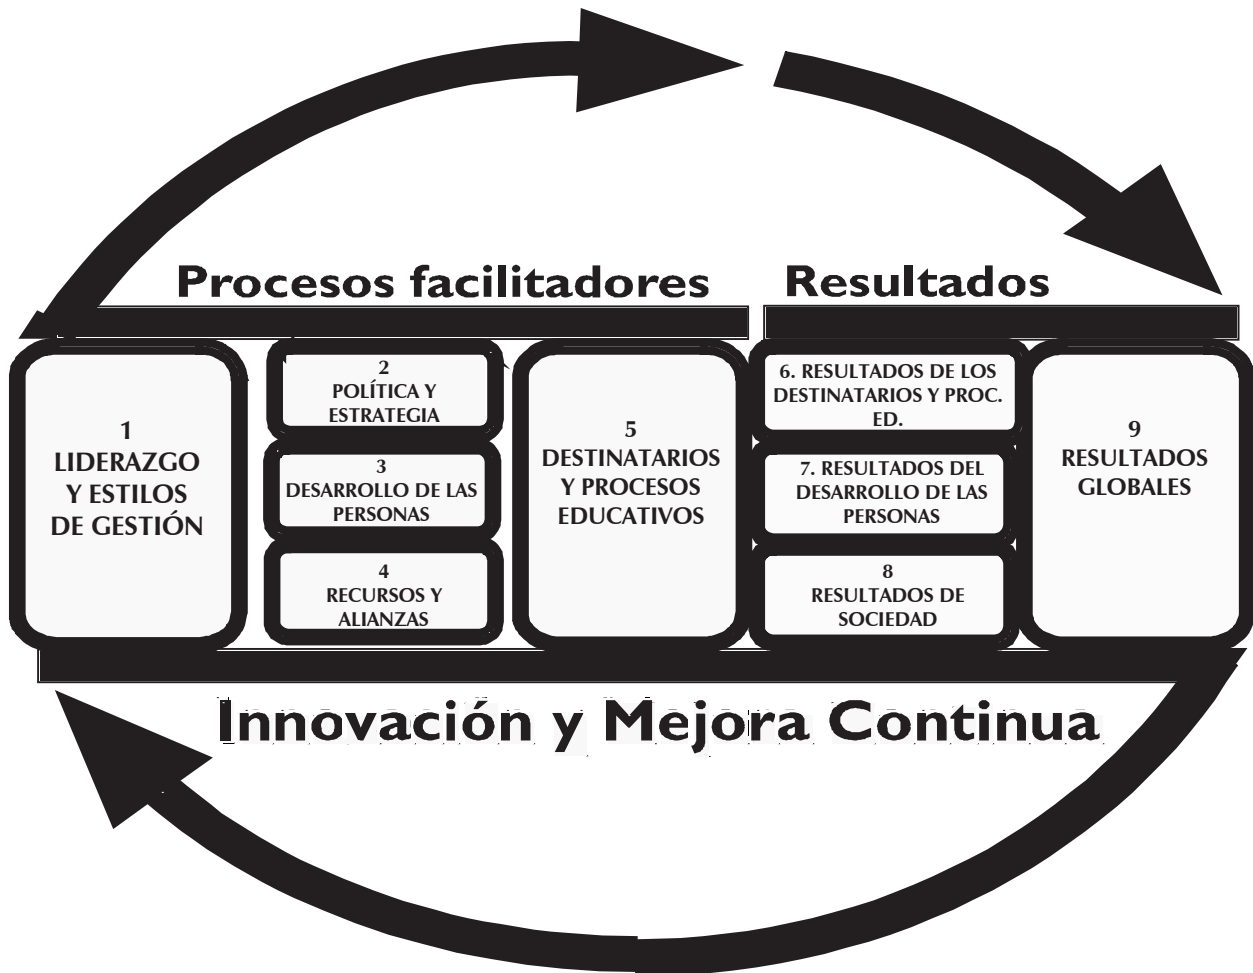 Procesos facilitadores
Resultados
1
LIDERAZGO
Y ESTILOS
DE GESTIÓN
2
POLÍTICA Y
ESTRATEGIA
3
DESARROLLO DE LAS
PERSONAS
4
RECURSOS Y
ALIANZAS
5
DESTINATARIOS
Y PROCESOS
EDUCATIVOS
6. RESULTADOS DE LOS
DESTINATARIOS Y PROC.
ED.
7. RESULTADOS DEL
DESARROLLO DE LAS
PERSONAS
8
RESULTADOS DE
SOCIEDAD
9
RESULTADOS
GLOBALES
Innovación y Mejora Continua